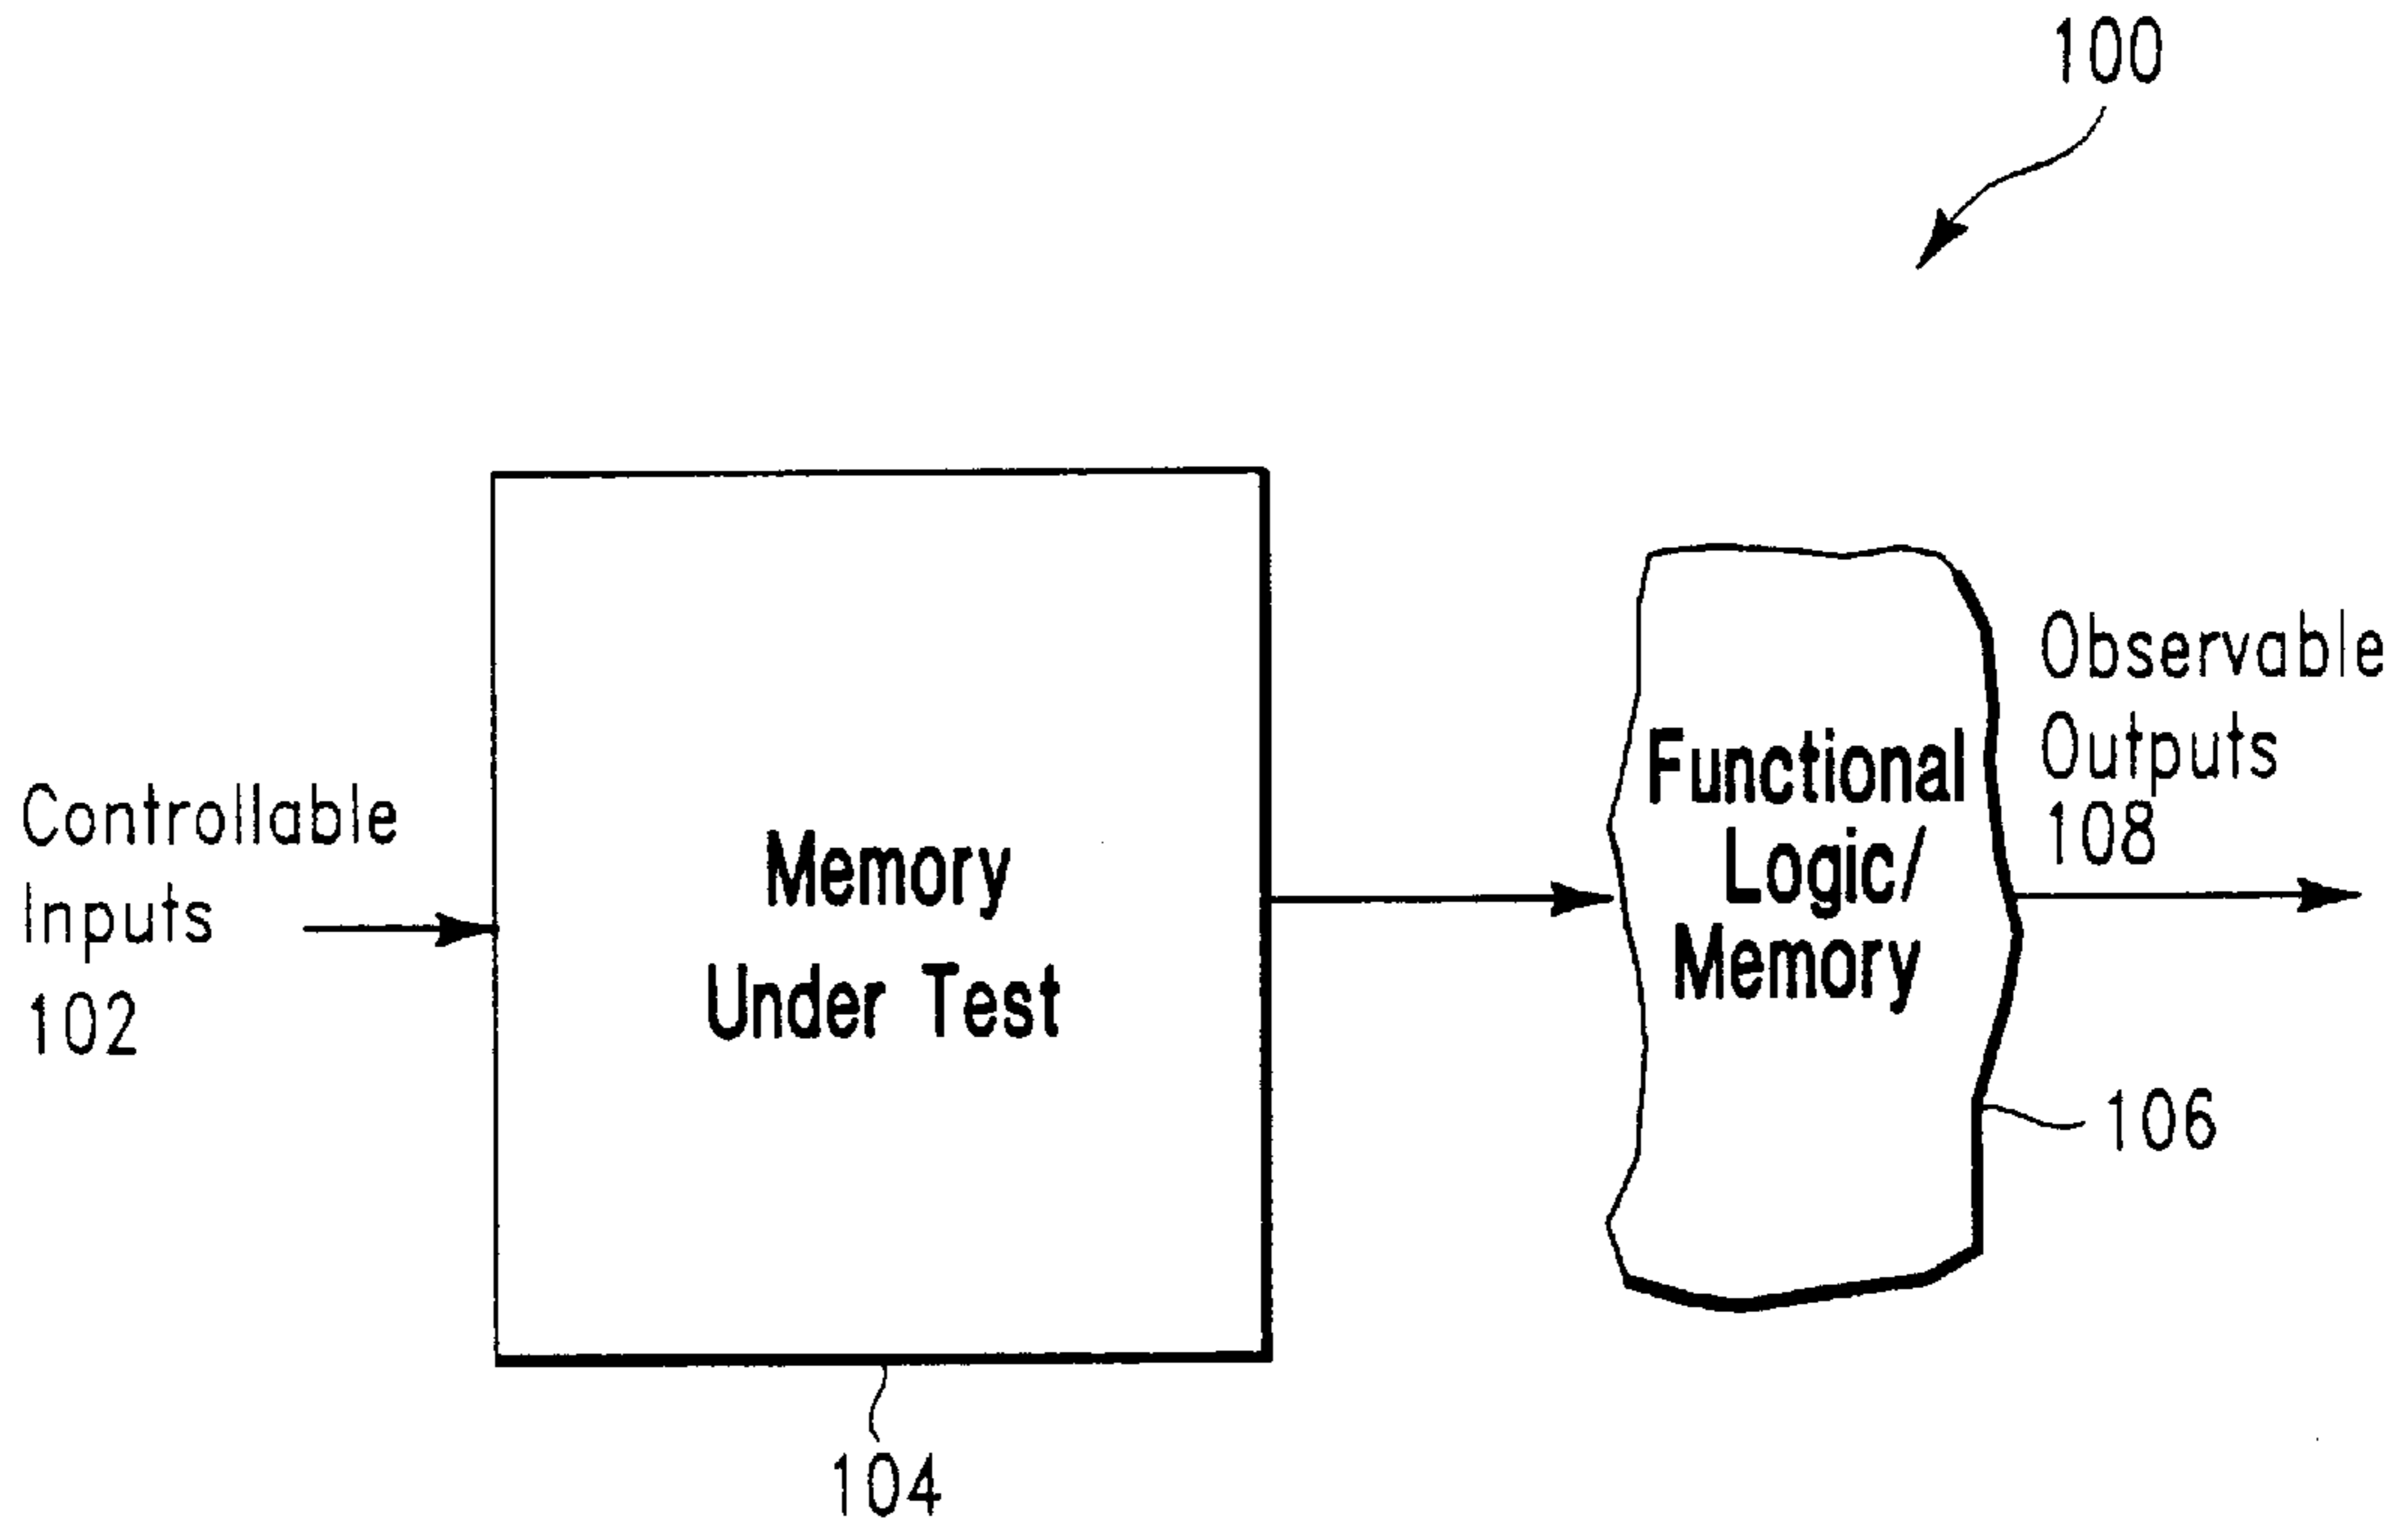 100
Controllable
Inputs
102
Memory
Under Test
104
Functional
Logic/
Memory
106
Observable
Outputs
108